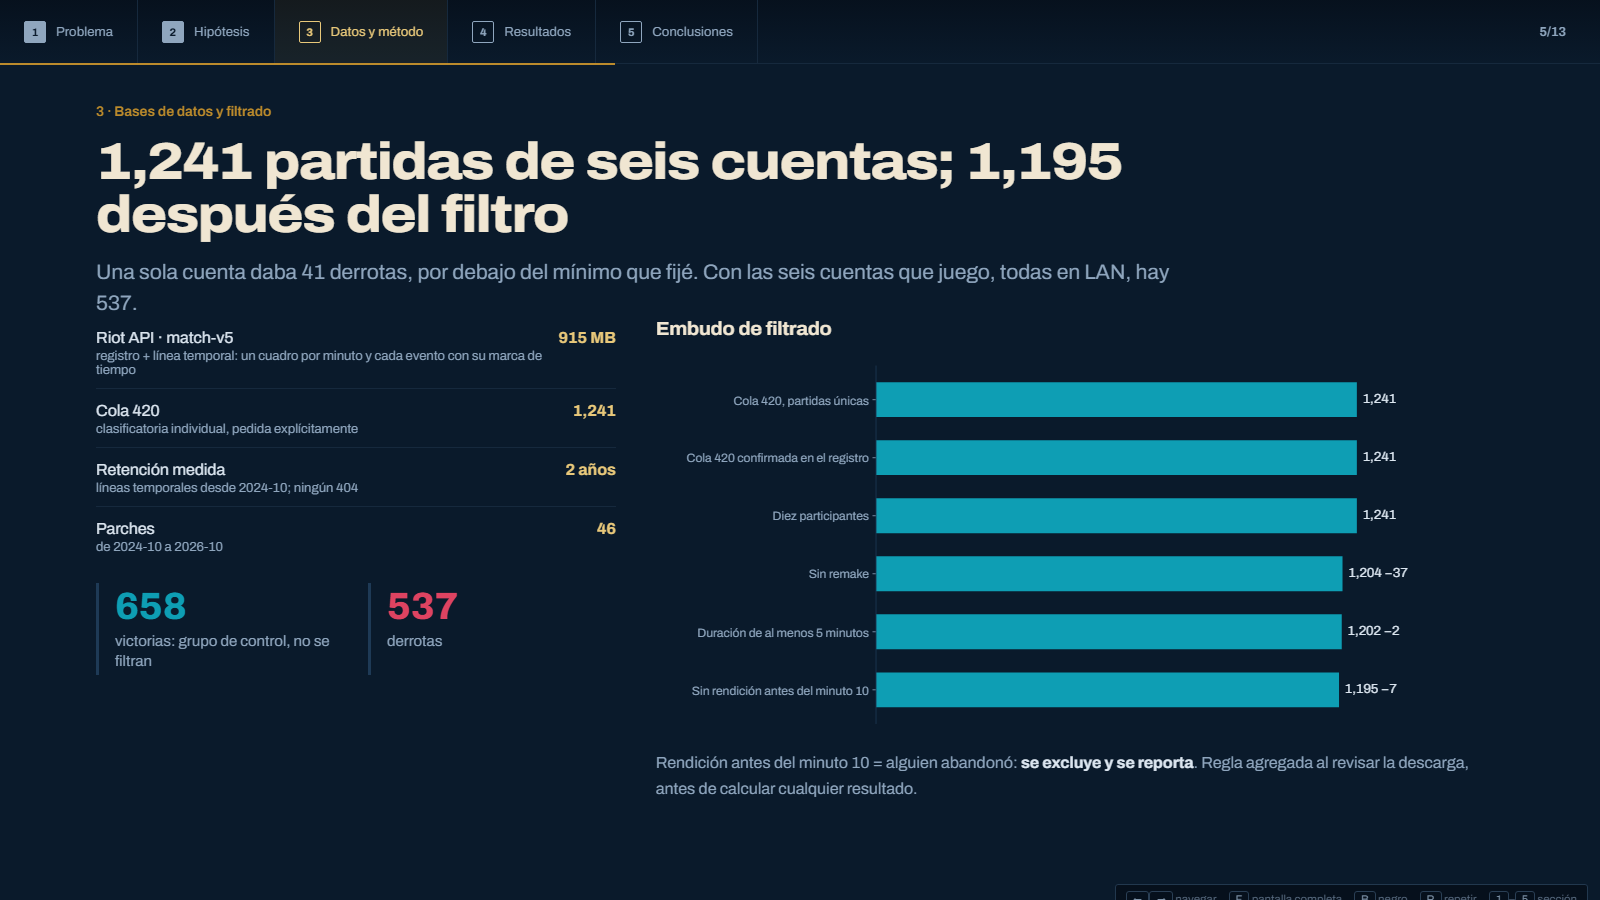 1 Problema
2 Hipótesis
3 Datos y método
4 Resultados
5 Conclusiones
5/13
3 · Bases de datos y filtrado
1,241 partidas de seis cuentas; 1,195
después del filtro
Una sola cuenta daba 41 derrotas, por debajo del mínimo que fijé. Con las seis cuentas que juego, todas en LAN, hay
537.
Riot API · match-v5 915 MB
registro + línea temporal: un cuadro por minuto y cada evento con su marca de
tiempo
Cola 420 1,241
clasificatoria individual, pedida explícitamente
Retención medida 2 años
líneas temporales desde 2024-10; ningún 404
Parches 46
de 2024-10 a 2026-10
658
victorias: grupo de control, no se
filtran
537
derrotas
Embudo de filtrado
Cola 420, partidas únicas 1,241
Cola 420 confirmada en el registro 1,241
Diez participantes 1,241
Sin remake 1,204 –37
Duración de al menos 5 minutos 1,202 –2
Sin rendición antes del minuto 10 1,195 –7
Rendición antes del minuto 10 = alguien abandonó: se excluye y se reporta. Regla agregada al revisar la descarga,
antes de calcular cualquier resultado.
← → navegar F pantalla completa B negro R repetir 1 – 5 sección